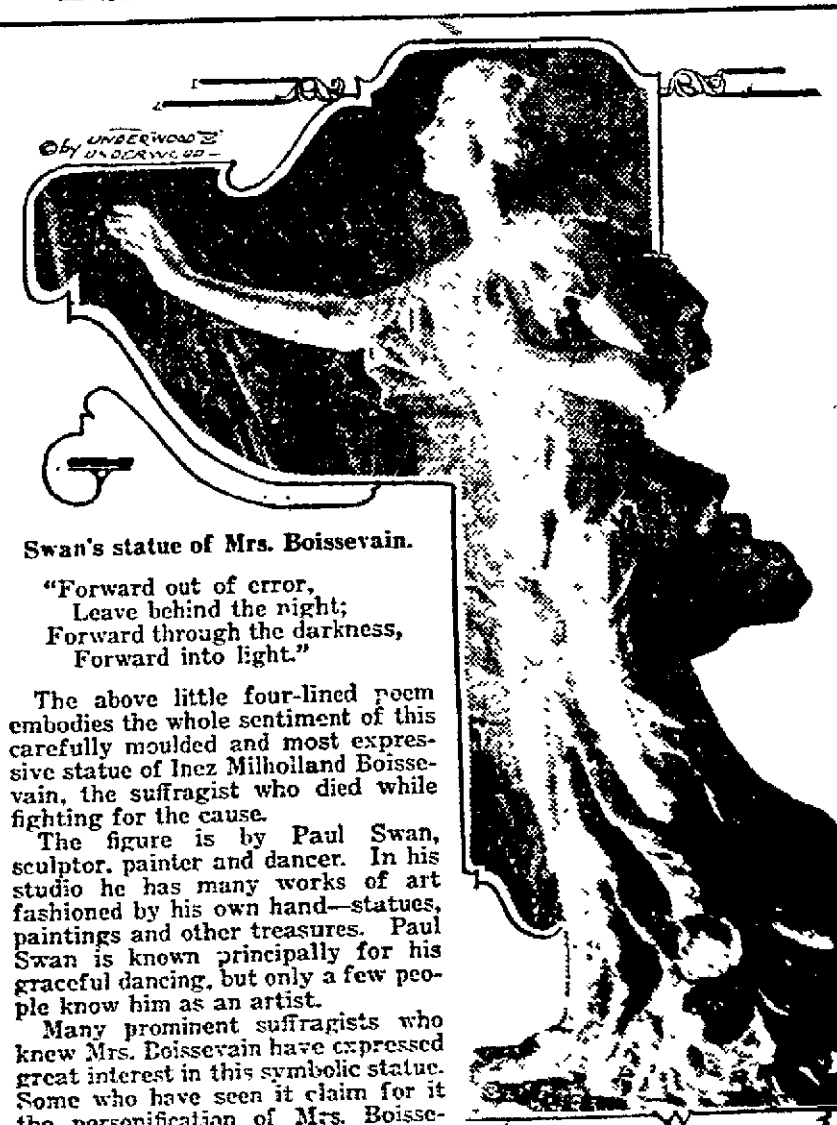 ©by UNDERWOOD &
UNDERWOOD—
Swan's statue of Mrs. Boissevain.
"Forward out of error,
Leave behind the night;
Forward through the darkness,
Forward into light."
The above little four-lined poem
embodies the whole sentiment of this
carefully moulded and most expres-
sive statue of Inez Milholland Boisse-
vain, the suffragist who died while
fighting for the cause.
The figure is by Paul Swan,
sculptor, painter and dancer. In his
studio he has many works of art
fashioned by his own hand—statues,
paintings and other treasures. Paul
Swan is known principally for his
graceful dancing, but only a few peo-
ple know him as an artist.
Many prominent suffragists who
knew Mrs. Boissevain have expressed
great interest in this symbolic statue.
Some who have seen it claim for it
the personification of Mrs. Boisse-